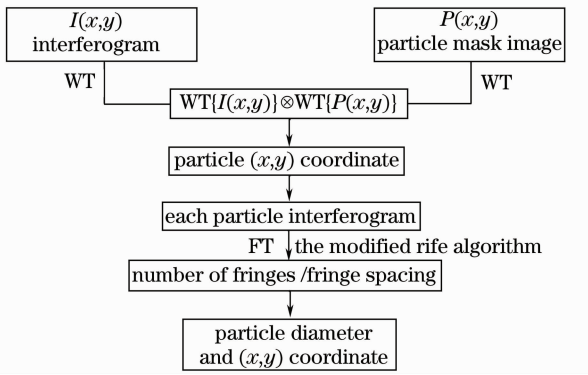 I(x,y)
interferogram
P(x,y)
particle mask image
WT
WT
WT{I(x,y)}⊗WT{P(x,y)}
particle (x,y) coordinate
each particle interferogram
FT the modified rife algorithm
number of fringes /fringe spacing
particle diameter
and (x,y) coordinate